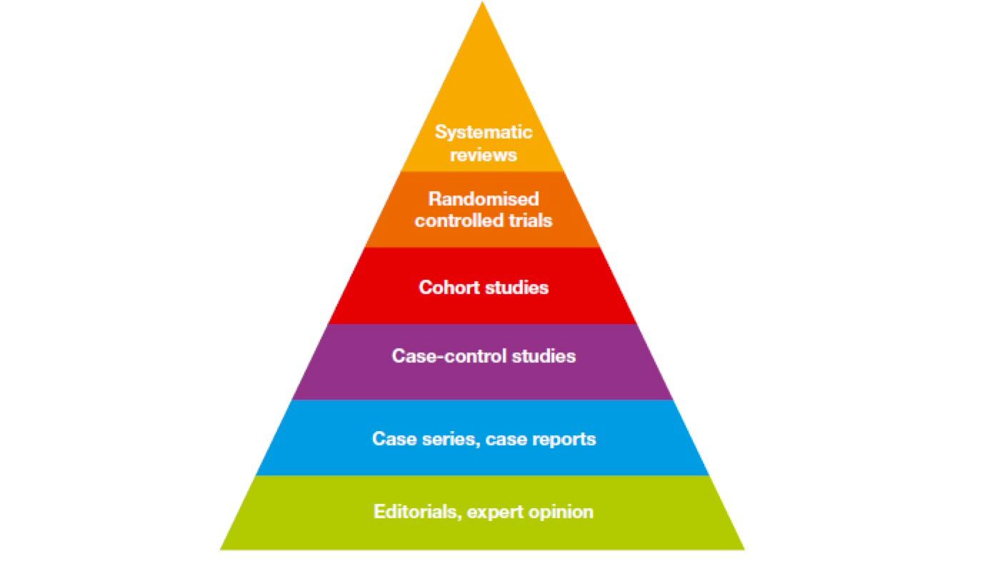 Systematic
reviews
Randomised
controlled trials
Cohort studies
Case-control studies
Case series, case reports
Editorials, expert opinion